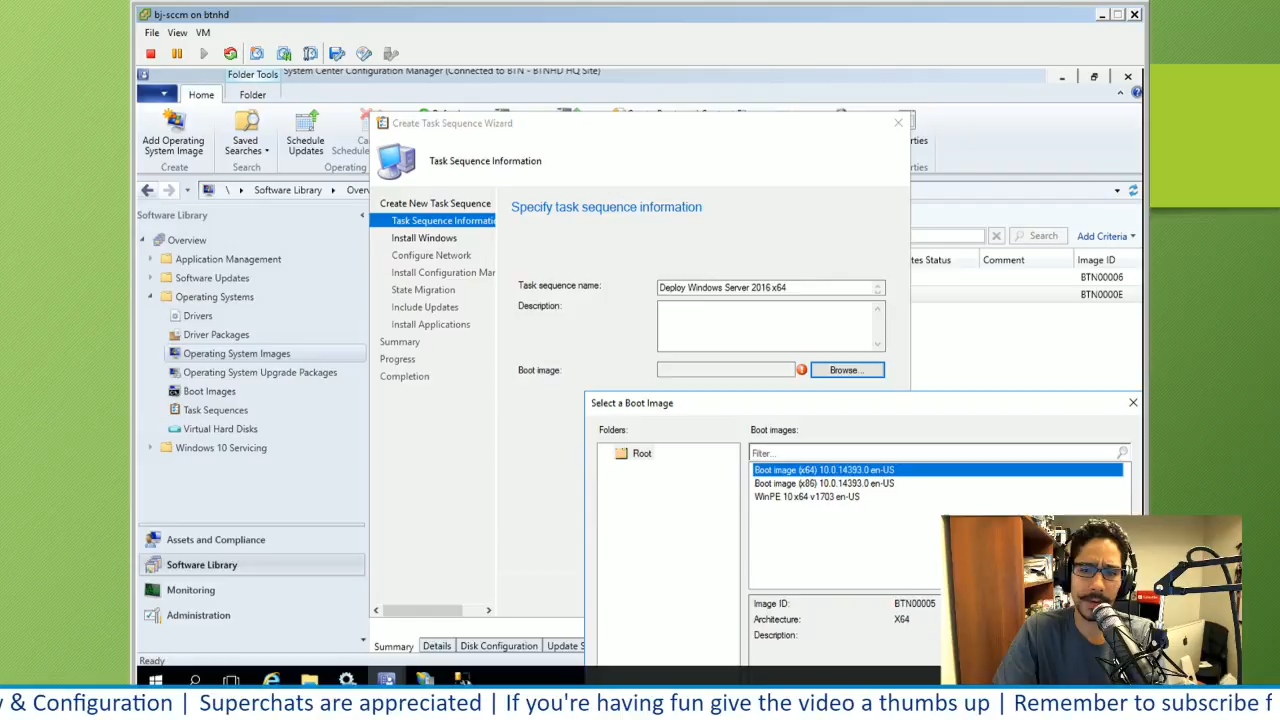 bj-sccm on btnhd
File View VM
Folder Tools System Center Configuration Manager (Connected to BTN - BTNHD HQ Site)
Home Folder
Add Operating System Image
Saved Searches
Schedule Updates
Create Search Operating
\ Software Library Overv
Software Library
Overview
Application Management
Software Updates
Operating Systems
Drivers
Driver Packages
Operating System Images
Operating System Upgrade Packages
Boot Images
Task Sequences
Virtual Hard Disks
Windows 10 Servicing
Assets and Compliance
Software Library
Monitoring
Administration
Ready
Create Task Sequence Wizard
Task Sequence Information
Create New Task Sequence
Task Sequence Informati
Install Windows
Configure Network
Install Configuration Mar
State Migration
Include Updates
Install Applications
Summary
Progress
Completion
Specify task sequence information
Task sequence name: Deploy Windows Server 2016 x64
Description:
Boot image: Browse...
Search Add Criteria
tes Status Comment Image ID
BTN00006
BTN0000E
Select a Boot Image
Folders:
Root
Boot images:
Filter...
Boot image (x64) 10.0.14393.0 en-US
Boot image (x86) 10.0.14393.0 en-US
WinPE 10 x64 v1703 en-US
Image ID: BTN00005
Architecture: X64
Description:
Summary Details Disk Configuration Update S
y & Configuration | Superchats are appreciated | If you're having fun give the video a thumbs up | Remember to subscribe f